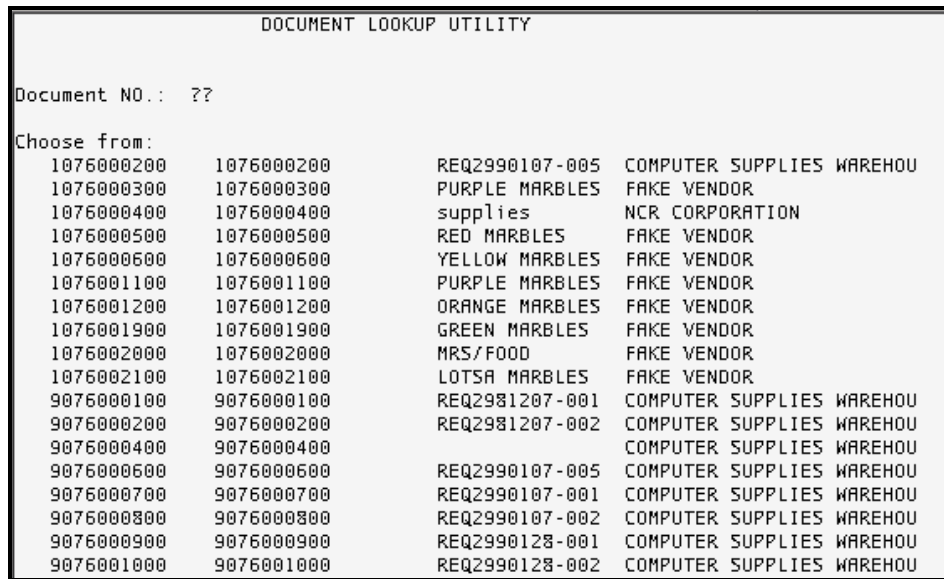 DOCUMENT LOOKUP UTILITY
Document NO.: ??
Choose from:
1076000200 1076000200 REQ2990107-005 COMPUTER SUPPLIES WAREHOU
1076000300 1076000300 PURPLE MARBLES FAKE VENDOR
1076000400 1076000400 supplies NCR CORPORATION
1076000500 1076000500 RED MARBLES FAKE VENDOR
1076000600 1076000600 YELLOW MARBLES FAKE VENDOR
1076001100 1076001100 PURPLE MARBLES FAKE VENDOR
1076001200 1076001200 ORANGE MARBLES FAKE VENDOR
1076001900 1076001900 GREEN MARBLES FAKE VENDOR
1076002000 1076002000 MRS/FOOD FAKE VENDOR
1076002100 1076002100 LOTSA MARBLES FAKE VENDOR
9076000100 9076000100 REQ2981207-001 COMPUTER SUPPLIES WAREHOU
9076000200 9076000200 REQ2981207-002 COMPUTER SUPPLIES WAREHOU
9076000400 9076000400 COMPUTER SUPPLIES WAREHOU
9076000600 9076000600 REQ2990107-005 COMPUTER SUPPLIES WAREHOU
9076000700 9076000700 REQ2990107-001 COMPUTER SUPPLIES WAREHOU
9076000800 9076000800 REQ2990107-002 COMPUTER SUPPLIES WAREHOU
9076000900 9076000900 REQ2990128-001 COMPUTER SUPPLIES WAREHOU
9076001000 9076001000 REQ2990128-002 COMPUTER SUPPLIES WAREHOU